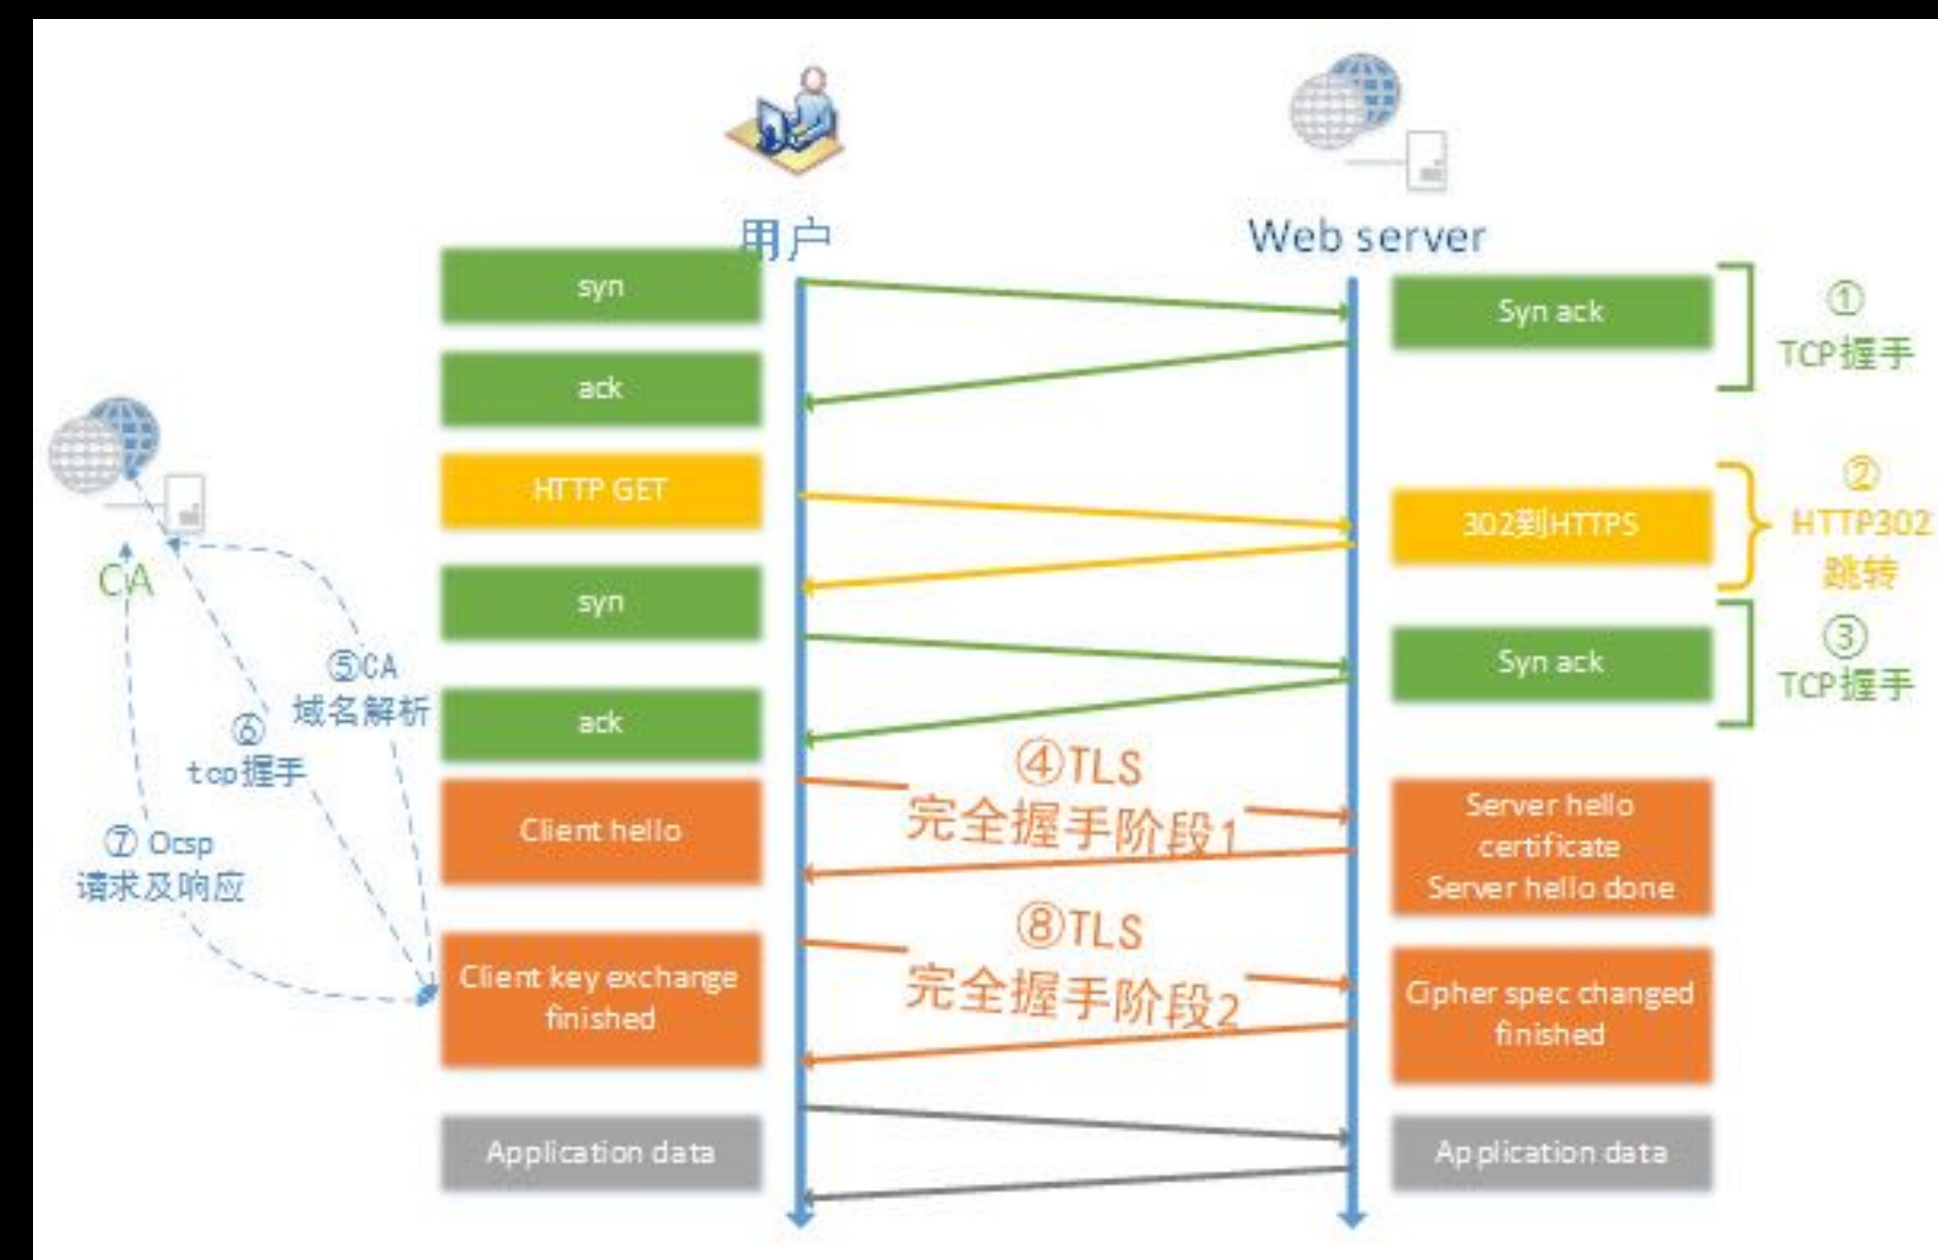 用户
Web server
syn
Syn ack
①
TCP握手
ack
HTTP GET
302到HTTPS
②
HTTP302
跳转
CA
syn
Syn ack
③
TCP握手
⑤CA
域名解析
ack
⑥
tcp握手
④TLS
完全握手阶段1
Client hello
Server hello
certificate
Server hello done
⑦ Ocsp
请求及响应
⑧TLS
完全握手阶段2
Client key exchange
finished
Cipher spec changed
finished
Application data
Application data